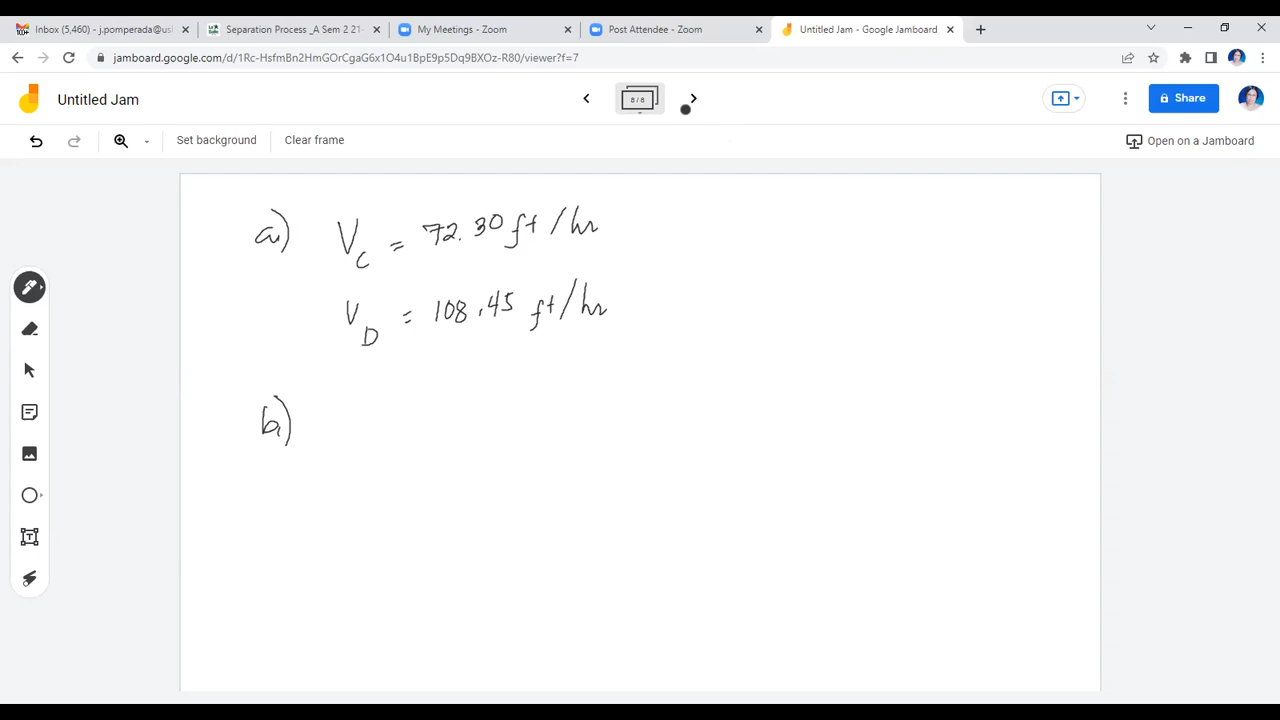 Inbox (5,460) - j.pomperada@usl
Separation Process _A Sem 2 21-
My Meetings - Zoom
Post Attendee - Zoom
Untitled Jam - Google Jamboard
jamboard.google.com/d/1Rc-HsfmBn2HmGOrCgaG6x1O4u1BpE9p5Dq9BXOz-R80/viewer?f=7
Untitled Jam
8 / 8
Share
Set background
Clear frame
Open on a Jamboard
a) V_C = 72.30 ft/hr
V_D = 108.45 ft/hr
b)